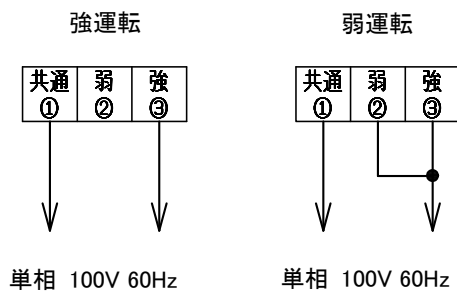 強運転
共通 弱 強
① ② ③
単相 100V 60Hz
弱運転
共通 弱 強
① ② ③
単相 100V 60Hz